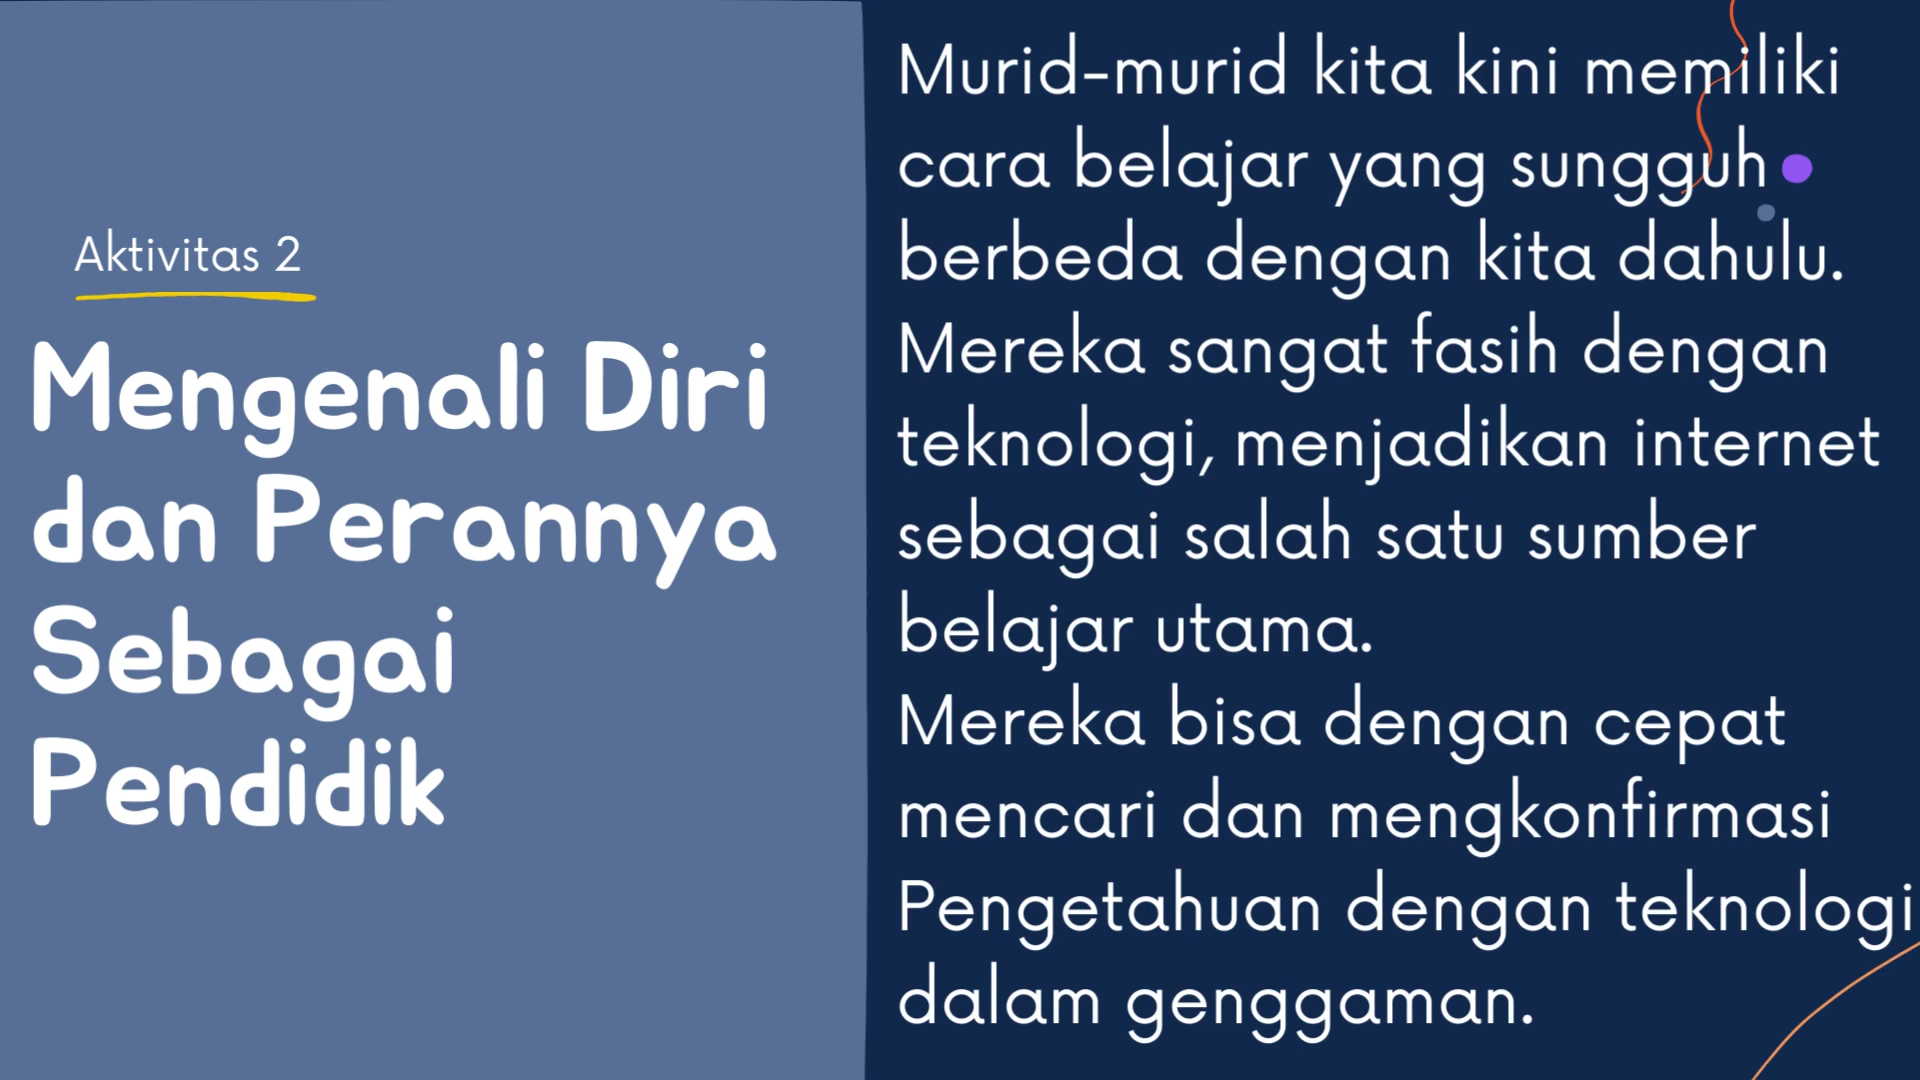 Aktivitas 2
Mengenali Diri
dan Perannya
Sebagai
Pendidik
Murid-murid kita kini memiliki
cara belajar yang sungguh
berbeda dengan kita dahulu.
Mereka sangat fasih dengan
teknologi, menjadikan internet
sebagai salah satu sumber
belajar utama.
Mereka bisa dengan cepat
mencari dan mengkonfirmasi
Pengetahuan dengan teknologi
dalam genggaman.